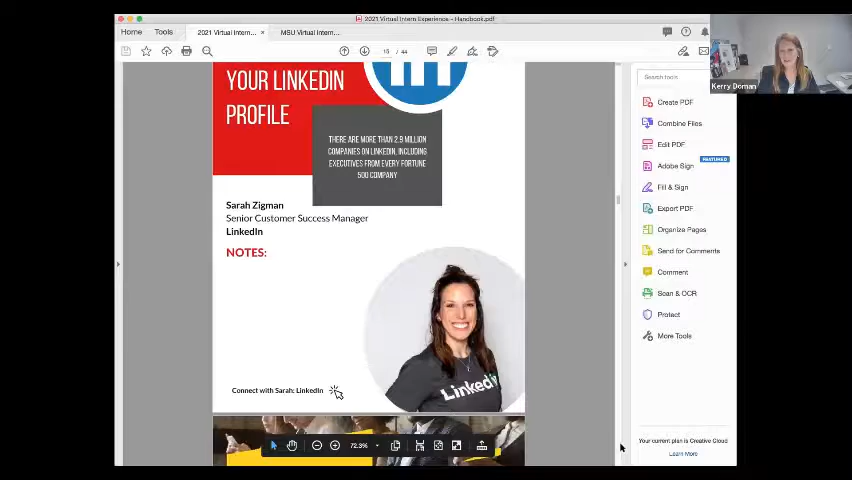 2021 Virtual Intern Experience - Handbook.pdf
Home
Tools
2021 Virtual Intern... ×
MSU Virtual Intern...
15 / 44
YOUR LINKEDIN
PROFILE
THERE ARE MORE THAN 2.9 MILLION
COMPANIES ON LINKEDIN, INCLUDING
EXECUTIVES FROM EVERY FORTUNE
500 COMPANY
Sarah Zigman
Senior Customer Success Manager
LinkedIn
NOTES:
Linked
Connect with Sarah: LinkedIn
72.3%
Search tools
Create PDF
Combine Files
Edit PDF
FEATURED
Adobe Sign
Fill & Sign
Export PDF
Organize Pages
Send for Comments
Comment
Scan & OCR
Protect
More Tools
Your current plan is Creative Cloud
Learn More
Kerry Doman